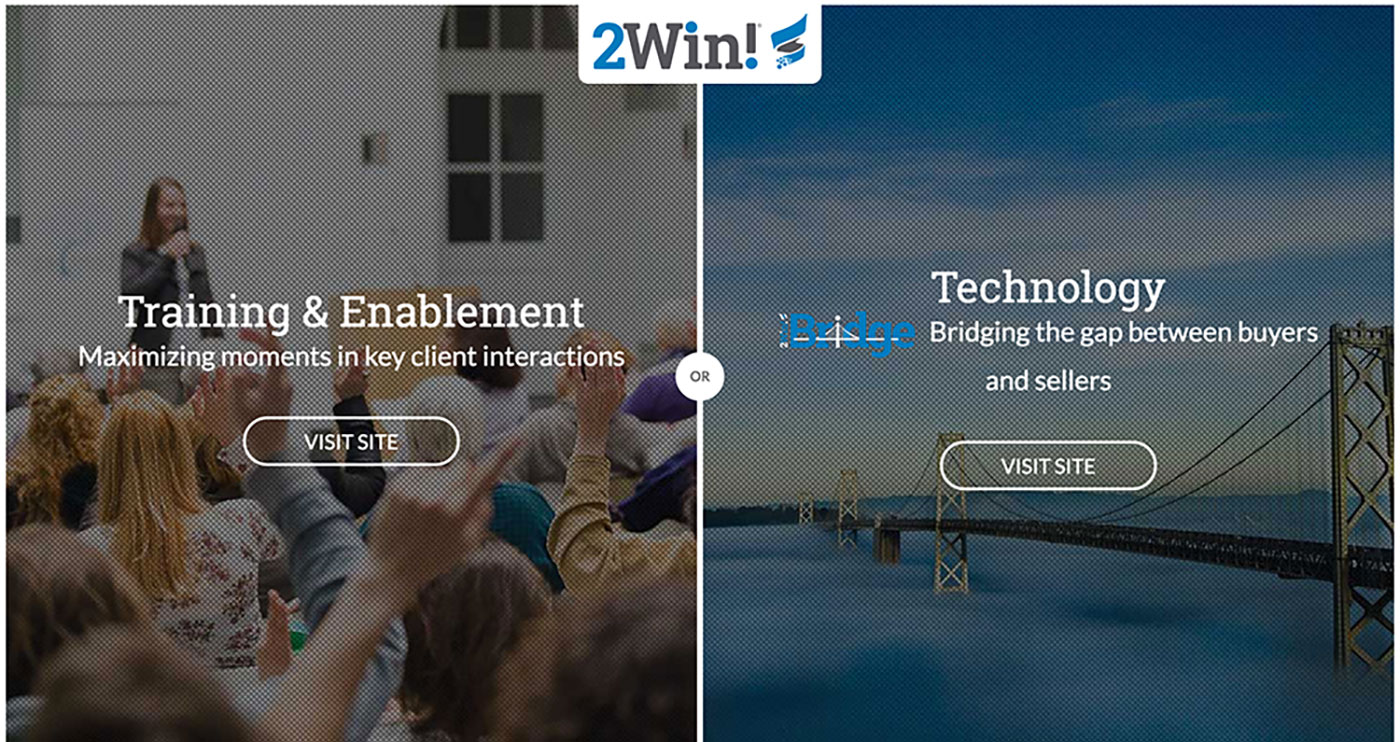 2Win!
Training & Enablement
Maximizing moments in key client interactions
VISIT SITE
OR
Technology
Bridge
Bridging the gap between buyers
and sellers
VISIT SITE